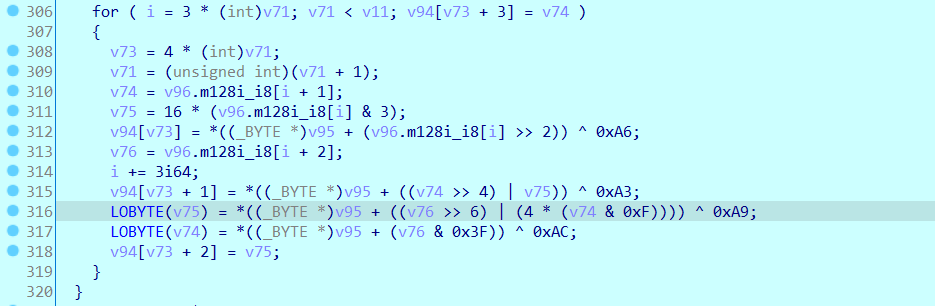 306 for ( i = 3 * (int)v71; v71 < v11; v94[v73 + 3] = v74 )
307 {
308 v73 = 4 * (int)v71;
309 v71 = (unsigned int)(v71 + 1);
310 v74 = v96.m128i_i8[i + 1];
311 v75 = 16 * (v96.m128i_i8[i] & 3);
312 v94[v73] = *((_BYTE *)v95 + (v96.m128i_i8[i] >> 2)) ^ 0xA6;
313 v76 = v96.m128i_i8[i + 2];
314 i += 3i64;
315 v94[v73 + 1] = *((_BYTE *)v95 + ((v74 >> 4) | v75)) ^ 0xA3;
316 LOBYTE(v75) = *((_BYTE *)v95 + ((v76 >> 6) | (4 * (v74 & 0xF)))) ^ 0xA9;
317 LOBYTE(v74) = *((_BYTE *)v95 + (v76 & 0x3F)) ^ 0xAC;
318 v94[v73 + 2] = v75;
319 }
320 }